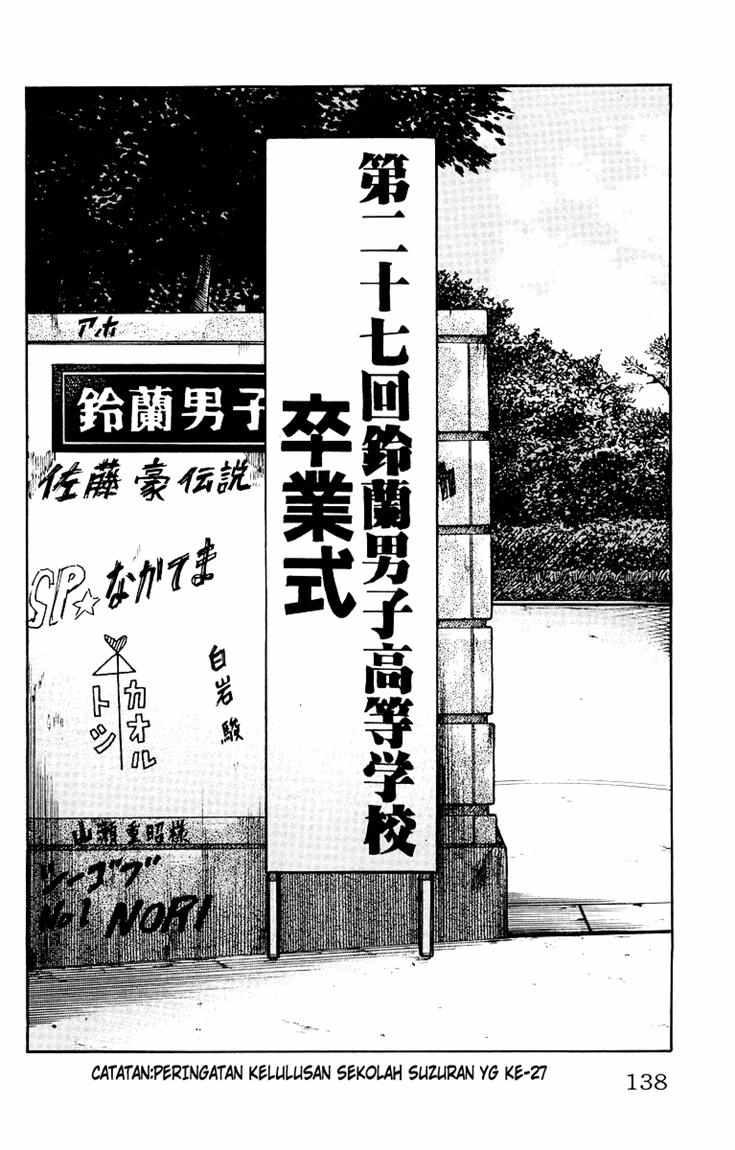 第二十七回鈴蘭男子高等学校
卒業式
アホ
鈴蘭男子
佐藤豪伝説
SP☆ながてま
カオル
トツ
白岩駿
山瀬重昭様
シーゴブ
No1 NORI
CATATAN:PERINGATAN KELULUSAN SEKOLAH SUZURAN YG KE-27
138